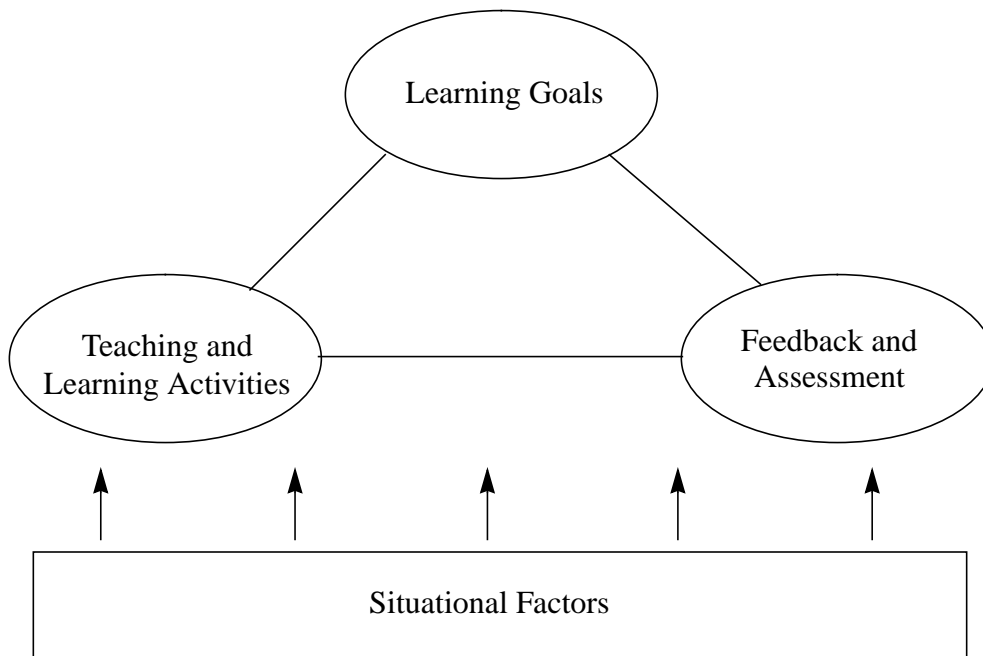 Learning Goals
Teaching and
Learning Activities
Feedback and
Assessment
Situational Factors